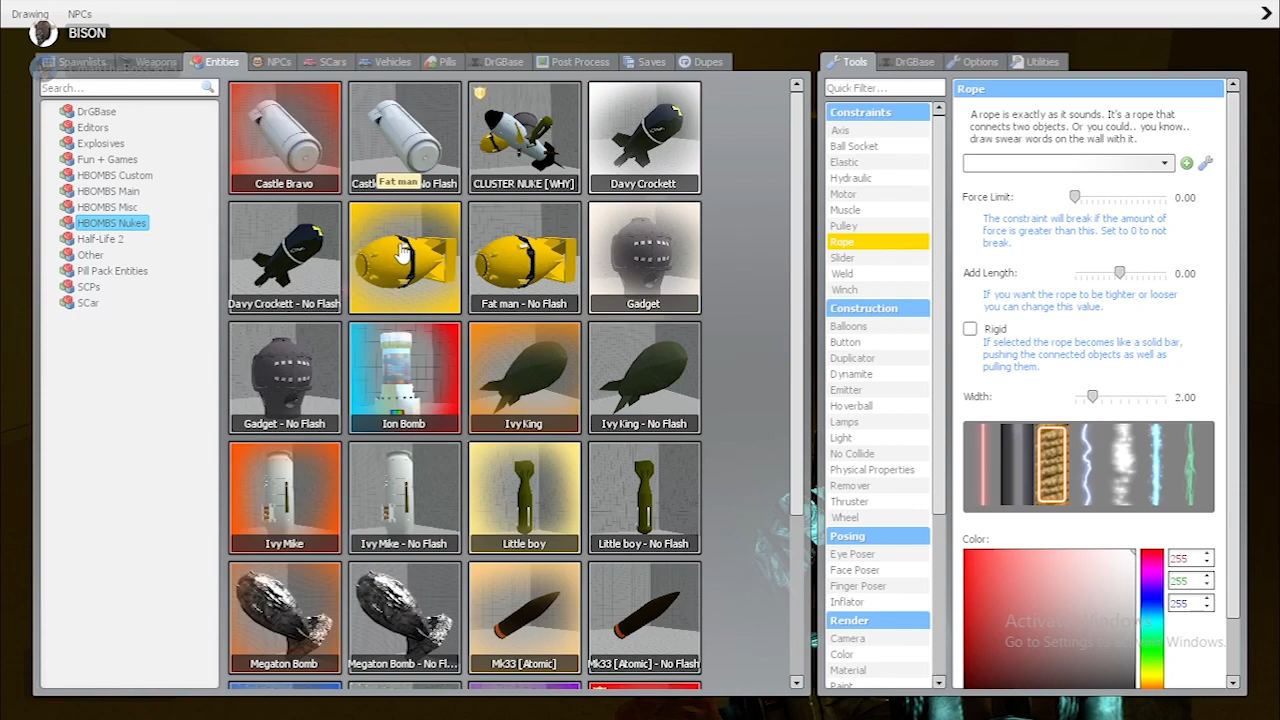 Drawing NPCs
BISON
Spawnlists Weapons Entities NPCs SCars Vehicles Pills DrGBase Post Process Saves Dupes
Search...
DrGBase
Editors
Explosives
Fun + Games
HBOMBS Custom
HBOMBS Main
HBOMBS Misc
HBOMBS Nukes
Half-Life 2
Other
Pill Pack Entities
SCPs
SCar
Castle Bravo
No Flash
Fat man
CLUSTER NUKE [WHY]
Davy Crockett
Davy Crockett - No Flash
Fat man - No Flash
Gadget
Gadget - No Flash
Ion Bomb
Ivy King
Ivy King - No Flash
Ivy Mike
Ivy Mike - No Flash
Little boy
Little boy - No Flash
Megaton Bomb
Megaton Bomb - No Fl...
Mk33 [Atomic]
Mk33 [Atomic] - No Flash
Tools DrGBase Options Utilities
Quick Filter...
Constraints
Axis
Ball Socket
Elastic
Hydraulic
Motor
Muscle
Pulley
Rope
Slider
Weld
Winch
Construction
Balloons
Button
Duplicator
Dynamite
Emitter
Hoverball
Lamps
Light
No Collide
Physical Properties
Remover
Thruster
Wheel
Posing
Eye Poser
Face Poser
Finger Poser
Inflator
Render
Camera
Color
Material
Paint
Rope
A rope is exactly as it sounds. It's a rope that
connects two objects. Or you could.. you know..
draw swear words on the wall with it.
Force Limit: 0.00
The constraint will break if the amount of
force is greater than this. Set to 0 to not
break.
Add Length: 0.00
If you want the rope to be tighter or looser
you can change this value.
Rigid
If selected the rope becomes like a solid bar,
pushing the connected objects as well as
pulling them.
Width: 2.00
Color:
255
255
255
Activate Windows
Go to Settings to activate Windows.